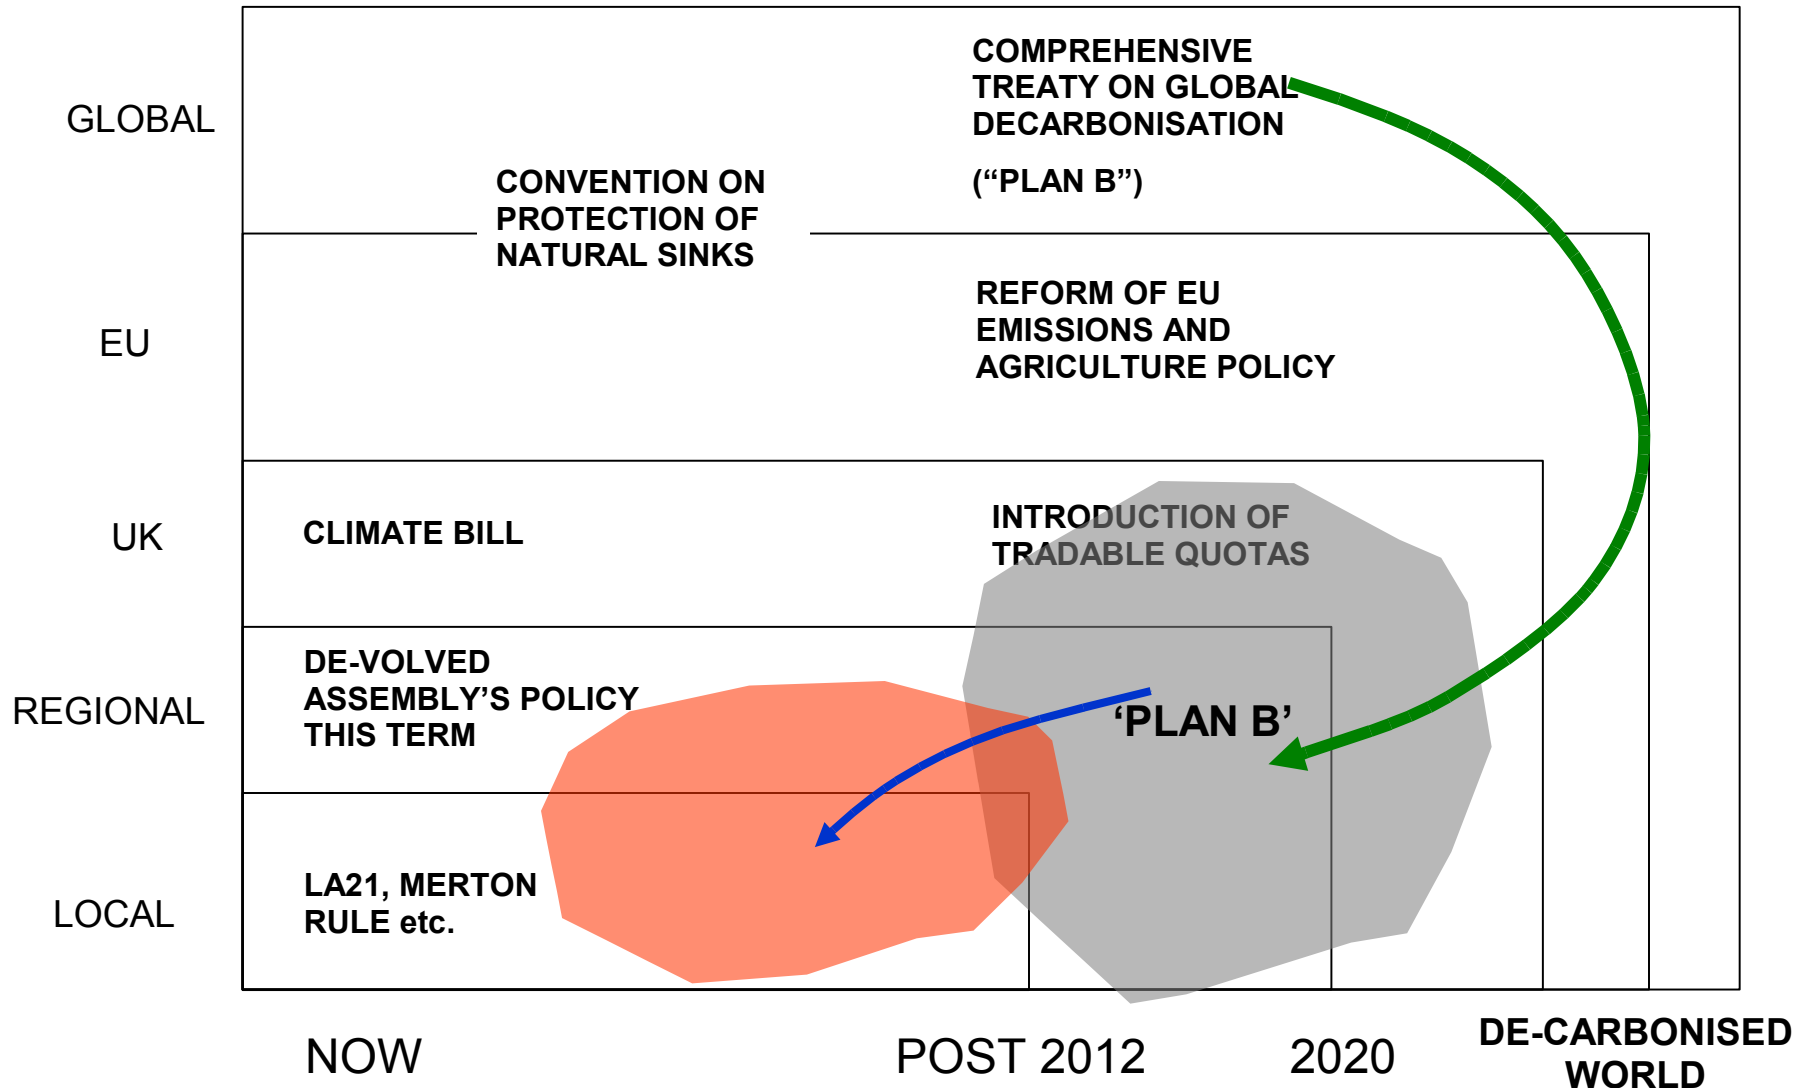 GLOBAL
COMPREHENSIVE
TREATY ON GLOBAL
DECARBONISATION
(“PLAN B”)
CONVENTION ON
PROTECTION OF
NATURAL SINKS
EU
REFORM OF EU
EMISSIONS AND
AGRICULTURE POLICY
UK
CLIMATE BILL
INTRODUCTION OF
TRADABLE QUOTAS
REGIONAL
DE-VOLVED
ASSEMBLY’S POLICY
THIS TERM
‘PLAN B’
LOCAL
LA21, MERTON
RULE etc.
NOW
POST 2012
2020
DE-CARBONISED
WORLD